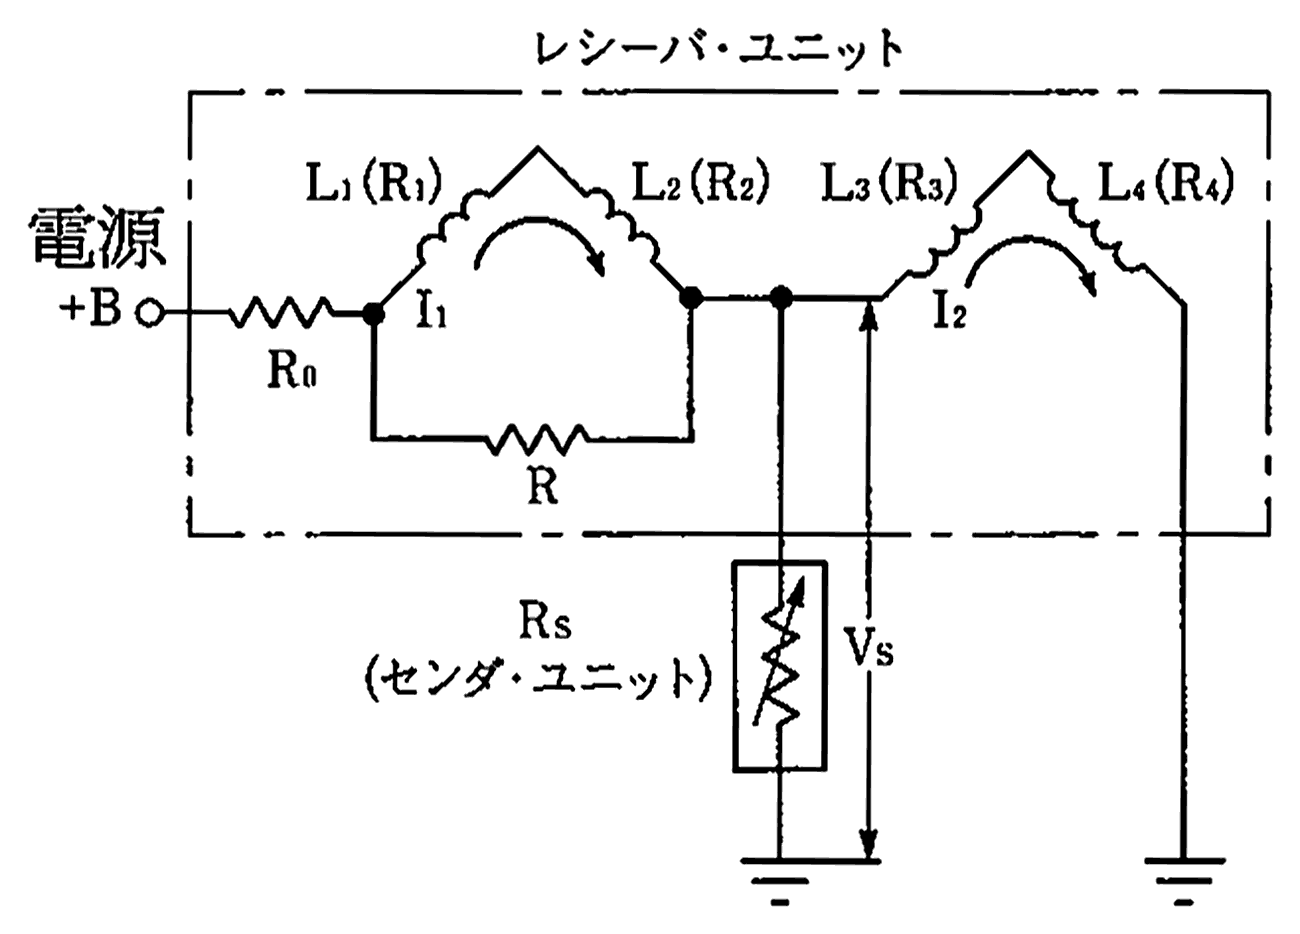 レシーバ・ユニット
L1(R1)
L2(R2)
L3(R3)
L4(R4)
電源
+B
I1
I2
R0
R
RS
(センダ・ユニット)
VS